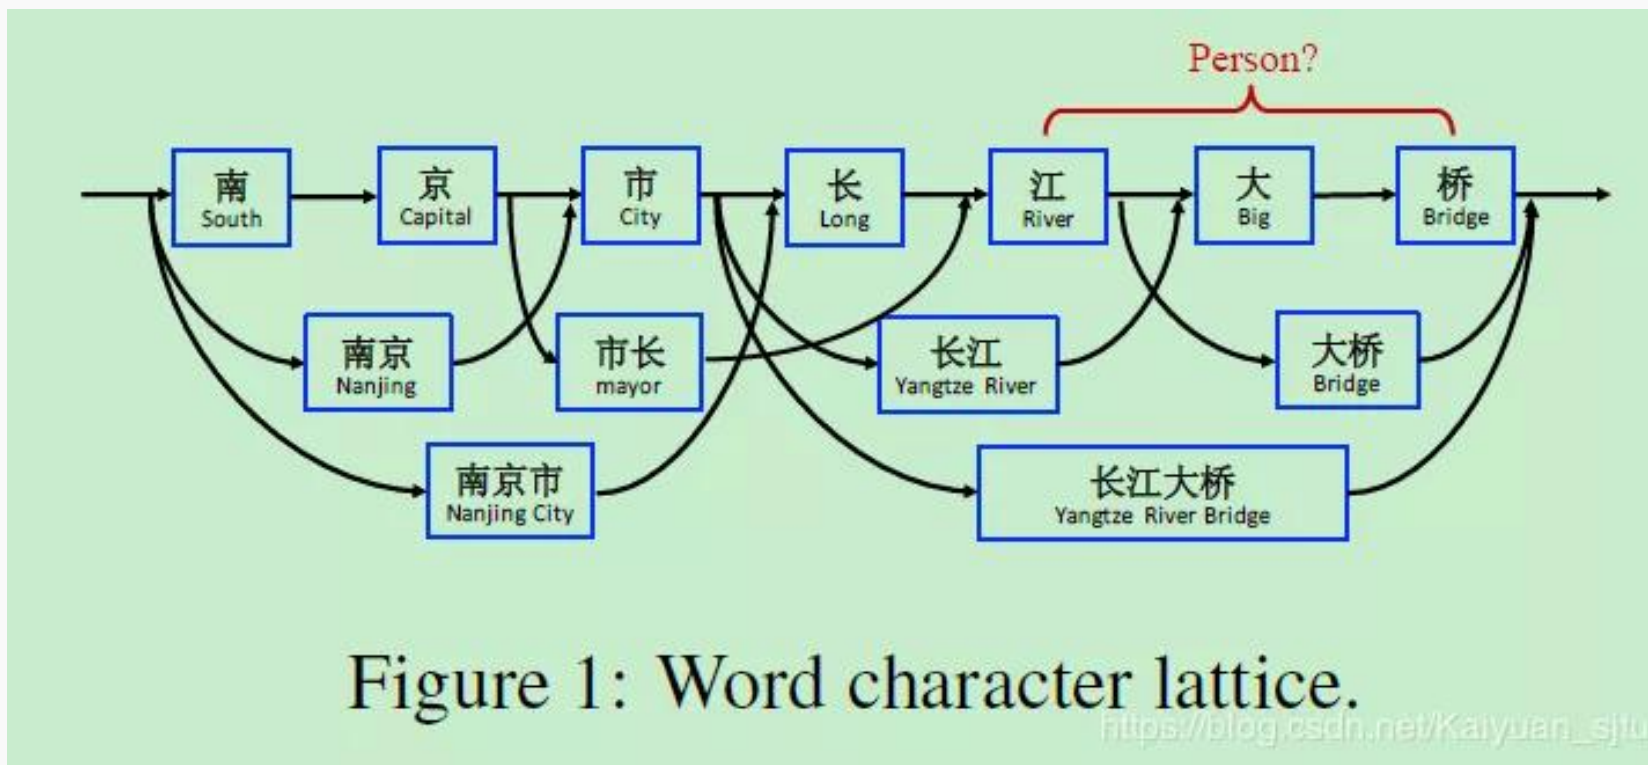 Person?
南
South
京
Capital
市
City
长
Long
江
River
大
Big
桥
Bridge
南京
Nanjing
市长
mayor
长江
Yangtze River
大桥
Bridge
南京市
Nanjing City
长江大桥
Yangtze River Bridge
Figure 1: Word character lattice.
https://blog.csdn.net/Kaiyuan_sjtu